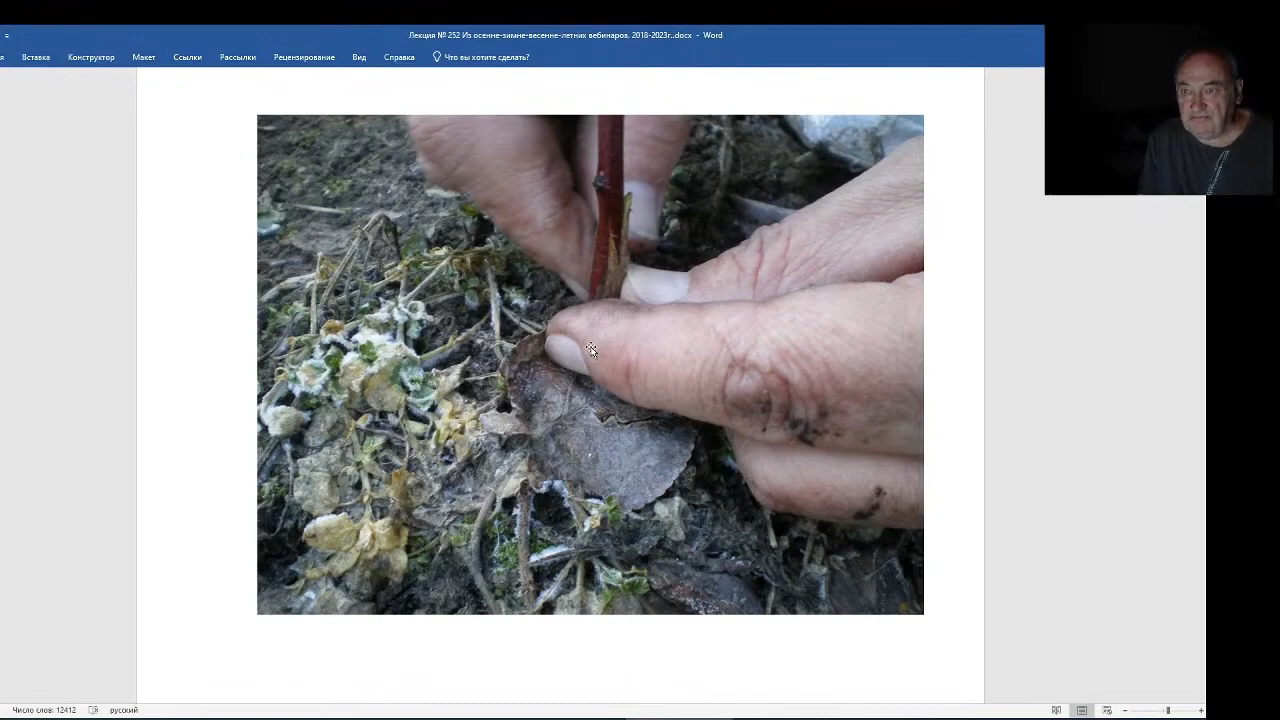 Лекция № 252 Из осенне-зимне-весенне-летних вебинаров. 2018-2023г..docx - Word
я Вставка Конструктор Макет Ссылки Рассылки Рецензирование Вид Справка Что вы хотите сделать?
Число слов: 12412 русский